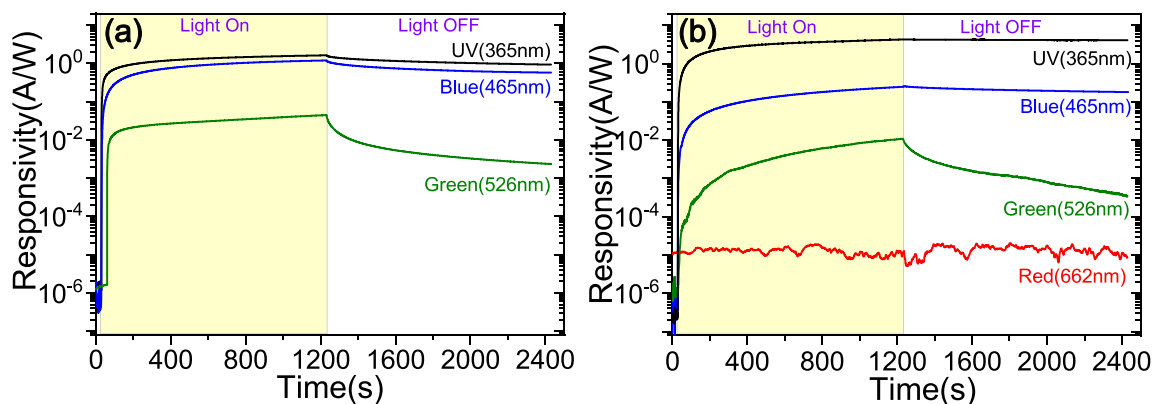 (a)
Light On
Light OFF
UV(365nm)
Blue(465nm)
Green(526nm)
Responsivity(A/W)
10^0
10^-2
10^-4
10^-6
0 400 800 1200 1600 2000 2400
Time(s)
(b)
Light On
Light OFF
UV(365nm)
Blue(465nm)
Green(526nm)
Red(662nm)
Responsivity(A/W)
10^0
10^-2
10^-4
10^-6
0 400 800 1200 1600 2000 2400
Time(s)